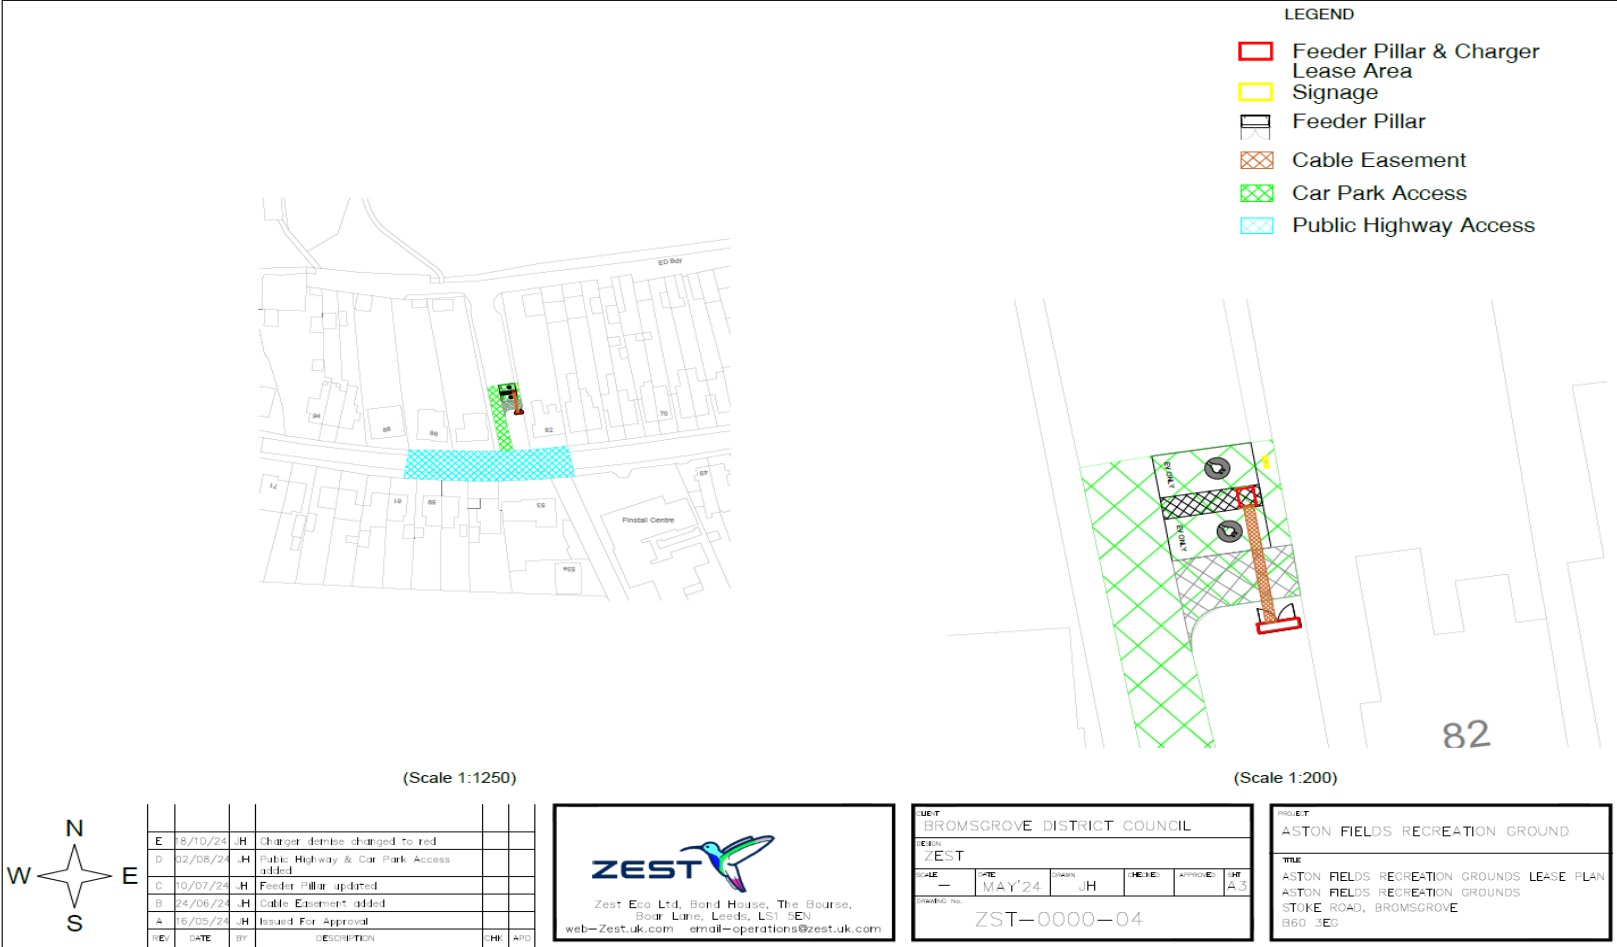 LEGEND
Feeder Pillar & Charger
Lease Area
Signage
Feeder Pillar
Cable Easement
Car Park Access
Public Highway Access
ED Bdy
94
88
86
82
70
71
61
59
53
49
53a
Finstall Centre
EV ONLY
EV ONLY
82
(Scale 1:1250)
(Scale 1:200)
N
W
E
S
E 18/10/24 JH Charger demise changed to red
D 02/08/24 JH Pubic Highway & Car Park Access
added
C 10/07/24 JH Feeder Pillar updated
B 24/06/24 JH Cable Easement added
A 16/05/24 JH Issued For Approval
REV DATE BY DESCRIPTION CHK APD
ZEST
Zest Eco Ltd, Bond House, The Bourse,
Boar Lane, Leeds, LS1 5EN
web-Zest.uk.com email-operations@zest.uk.com
CLIENT
BROMSGROVE DISTRICT COUNCIL
DESIGN
ZEST
SCALE DATE DRAWN CHECKED APPROVED SHT
- MAY'24 JH A3
DRAWING No.
ZST-0000-04
PROJECT
ASTON FIELDS RECREATION GROUND
TITLE
ASTON FIELDS RECREATION GROUNDS LEASE PLAN
ASTON FIELDS RECREATION GROUNDS
STOKE ROAD, BROMSGROVE
B60 3EG